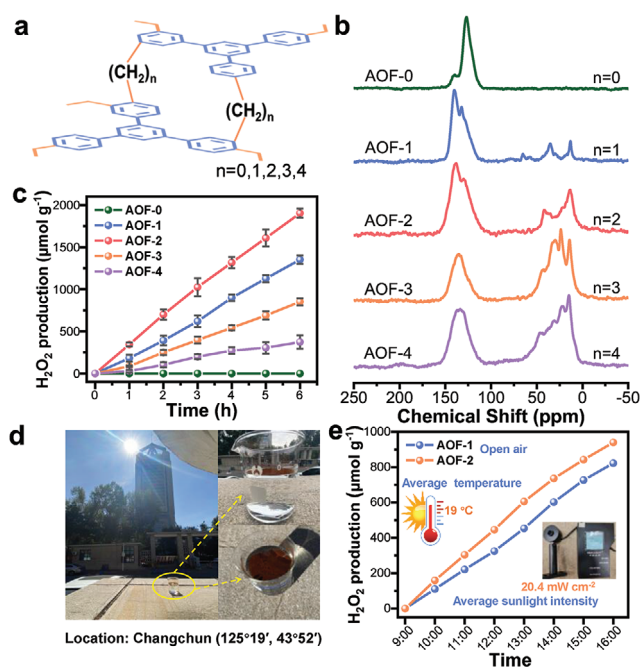 a
(CH₂)n
(CH₂)n
n=0,1,2,3,4
b
AOF-0
n=0
AOF-1
n=1
AOF-2
n=2
AOF-3
n=3
AOF-4
n=4
250 200 150 100 50 0 -50
Chemical Shift (ppm)
c
H₂O₂ production (μmol g⁻¹)
2000
1500
1000
500
0
AOF-0
AOF-1
AOF-2
AOF-3
AOF-4
0 1 2 3 4 5 6
Time (h)
d
Location: Changchun (125°19′, 43°52′)
e
H₂O₂ production (μmol g⁻¹)
1000
800
600
400
200
0
AOF-1
AOF-2
Open air
Average temperature
19 °C
20.4 mW cm⁻²
Average sunlight intensity
9:00 10:00 11:00 12:00 13:00 14:00 15:00 16:00
Time